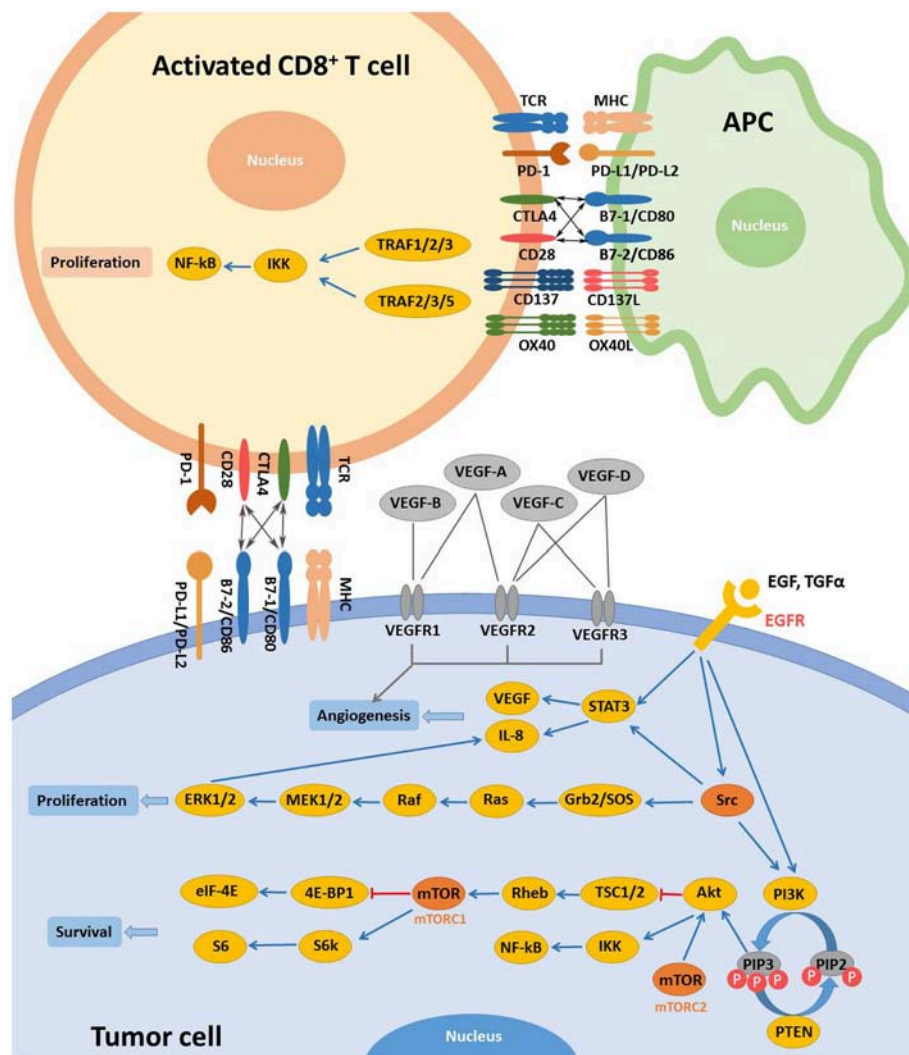 Activated CD8+ T cell
Nucleus
TCR
MHC
APC
PD-1
PD-L1/PD-L2
CTLA4
B7-1/CD80
Nucleus
CD28
B7-2/CD86
Proliferation
NF-kB
IKK
TRAF1/2/3
TRAF2/3/5
CD137
CD137L
OX40
OX40L
PD-1
CD28
CTLA4
TCR
PD-L1/PD-L2
B7-2/CD86
B7-1/CD80
MHC
VEGF-B
VEGF-A
VEGF-C
VEGF-D
VEGFR1
VEGFR2
VEGFR3
EGF, TGFα
EGFR
Angiogenesis
VEGF
STAT3
IL-8
Proliferation
ERK1/2
MEK1/2
Raf
Ras
Grb2/SOS
Src
eIF-4E
4E-BP1
mTOR
mTORC1
Rheb
TSC1/2
Akt
PI3K
Survival
S6
S6k
NF-kB
IKK
mTOR
mTORC2
PIP3
P P P
PIP2
P P
PTEN
Tumor cell
Nucleus